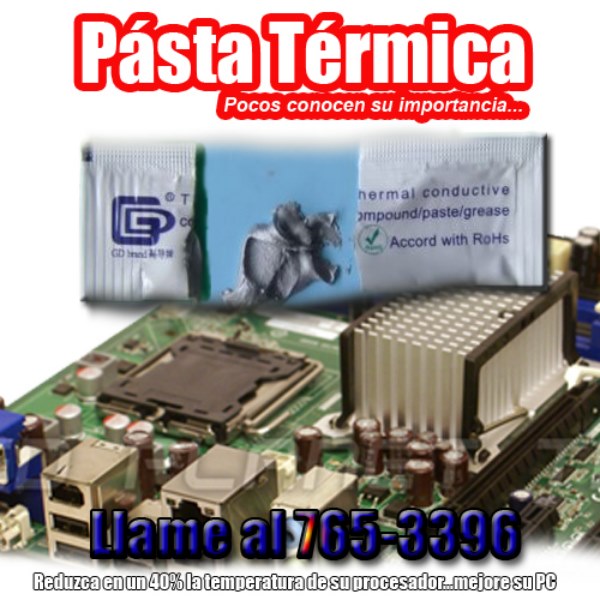 Pásta Térmica
Pocos conocen su importancia...
® T
hermal conductive
co
ompound/paste/grease
GD brand
Accord with RoHs
Llame al 765-3396
Reduzca en un 40% la temperatura de su procesador...mejore su PC